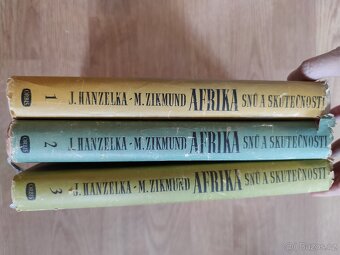 1 J. HANZELKA - M. ZIKMUND AFRIKA SNŮ A SKUTEČNOSTI
2 J. HANZELKA - M. ZIKMUND AFRIKA SNŮ A SKUTEČNOSTI
3 J. HANZELKA - M. ZIKMUND AFRIKA SNŮ A SKUTEČNOSTI